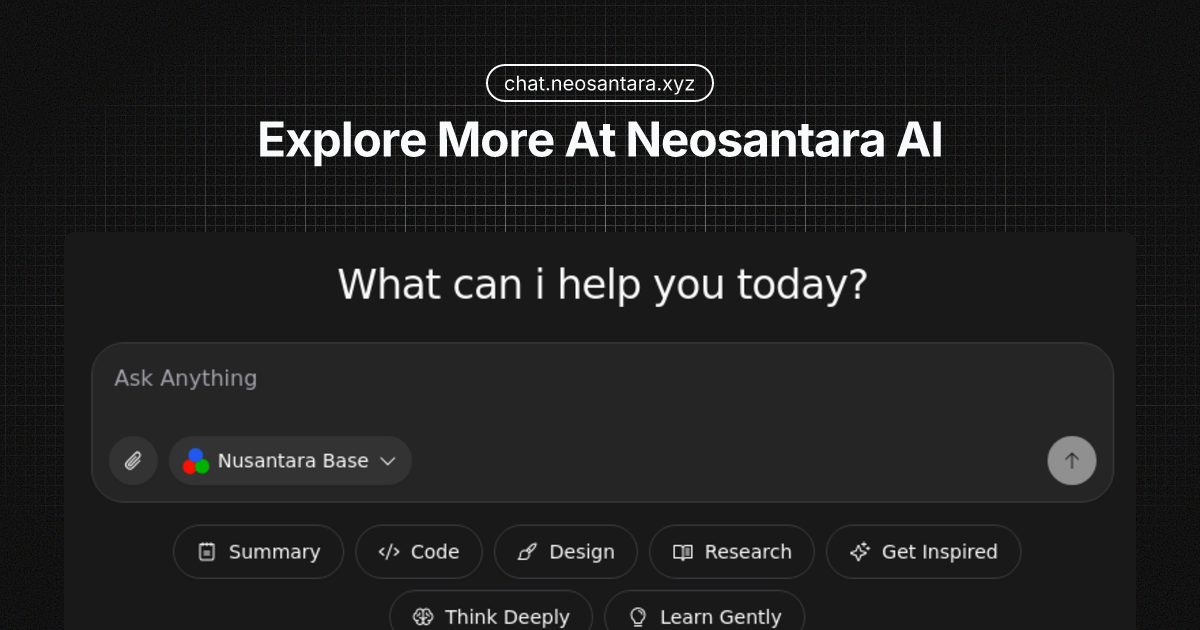 chat.neosantara.xyz
Explore More At Neosantara AI
What can i help you today?
Ask Anything
Nusantara Base
Summary
Code
Design
Research
Get Inspired
Think Deeply
Learn Gently